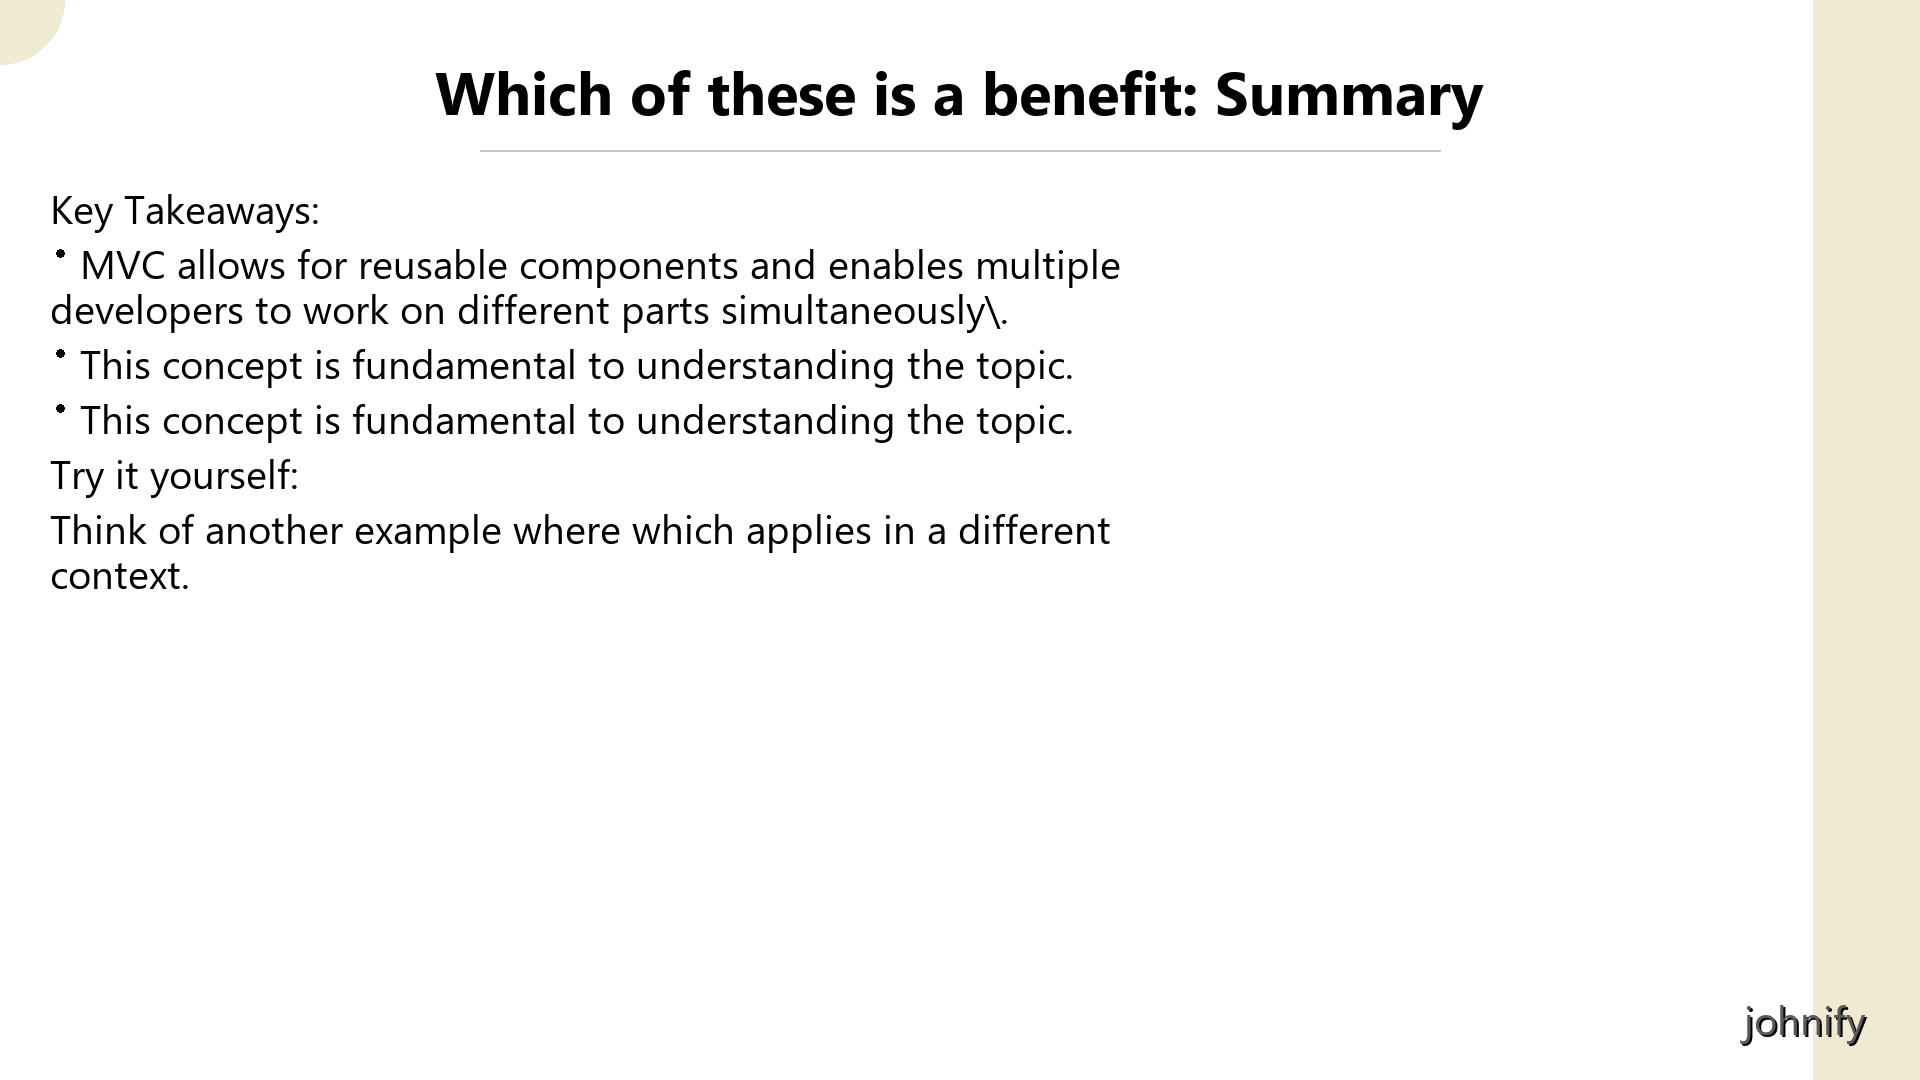 Which of these is a benefit: Summary
Key Takeaways:
• MVC allows for reusable components and enables multiple
developers to work on different parts simultaneously\.
• This concept is fundamental to understanding the topic.
• This concept is fundamental to understanding the topic.
Try it yourself:
Think of another example where which applies in a different
context.
johnify